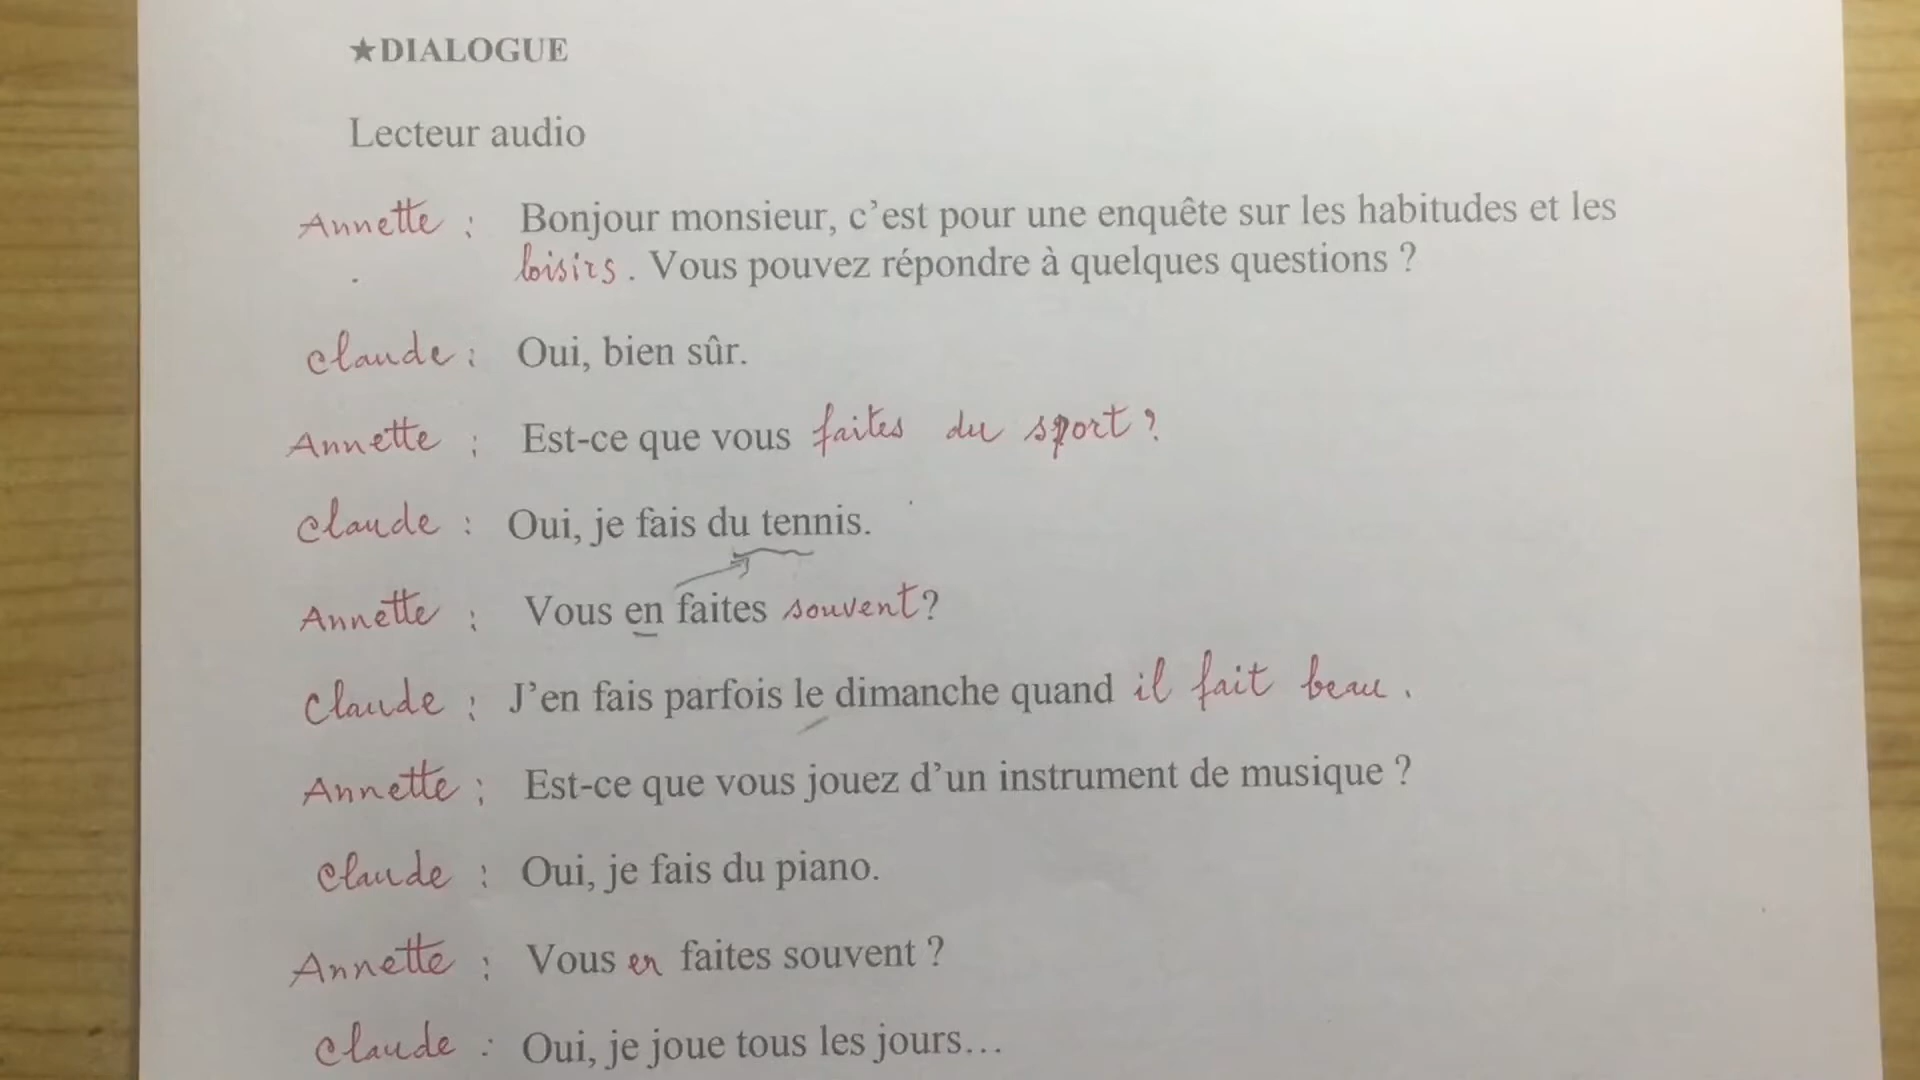 ★DIALOGUE
Lecteur audio
Annette : Bonjour monsieur, c'est pour une enquête sur les habitudes et les
loisirs. Vous pouvez répondre à quelques questions ?
Claude : Oui, bien sûr.
Annette : Est-ce que vous faites du sport ?
Claude : Oui, je fais du tennis.
Annette : Vous en faites souvent ?
Claude : J'en fais parfois le dimanche quand il fait beau.
Annette : Est-ce que vous jouez d'un instrument de musique ?
Claude : Oui, je fais du piano.
Annette : Vous en faites souvent ?
Claude : Oui, je joue tous les jours…